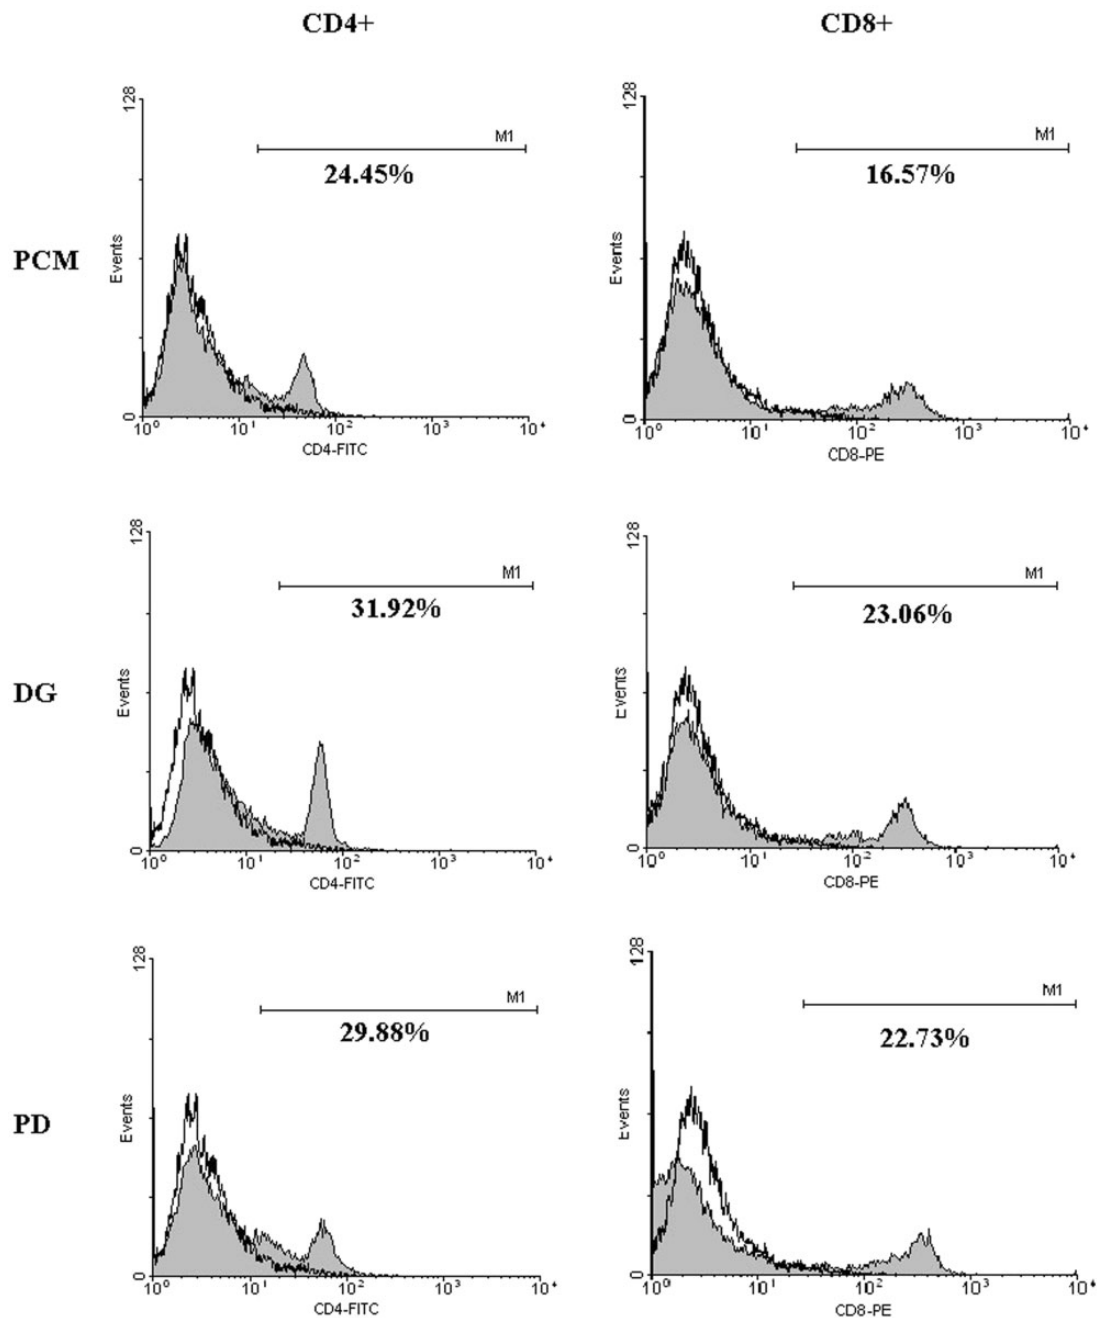 CD4+ CD8+
128 128
M1 M1
24.45% 16.57%
PCM
Events Events
0 0
10⁰ 10¹ 10² 10³ 10⁴ 10⁰ 10¹ 10² 10³ 10⁴
CD4-FITC CD8-PE
128 128
M1 M1
31.92% 23.06%
DG
Events Events
0 0
10⁰ 10¹ 10² 10³ 10⁴ 10⁰ 10¹ 10² 10³ 10⁴
CD4-FITC CD8-PE
128 128
M1 M1
29.88% 22.73%
PD
Events Events
0 0
10⁰ 10¹ 10² 10³ 10⁴ 10⁰ 10¹ 10² 10³ 10⁴
CD4-FITC CD8-PE